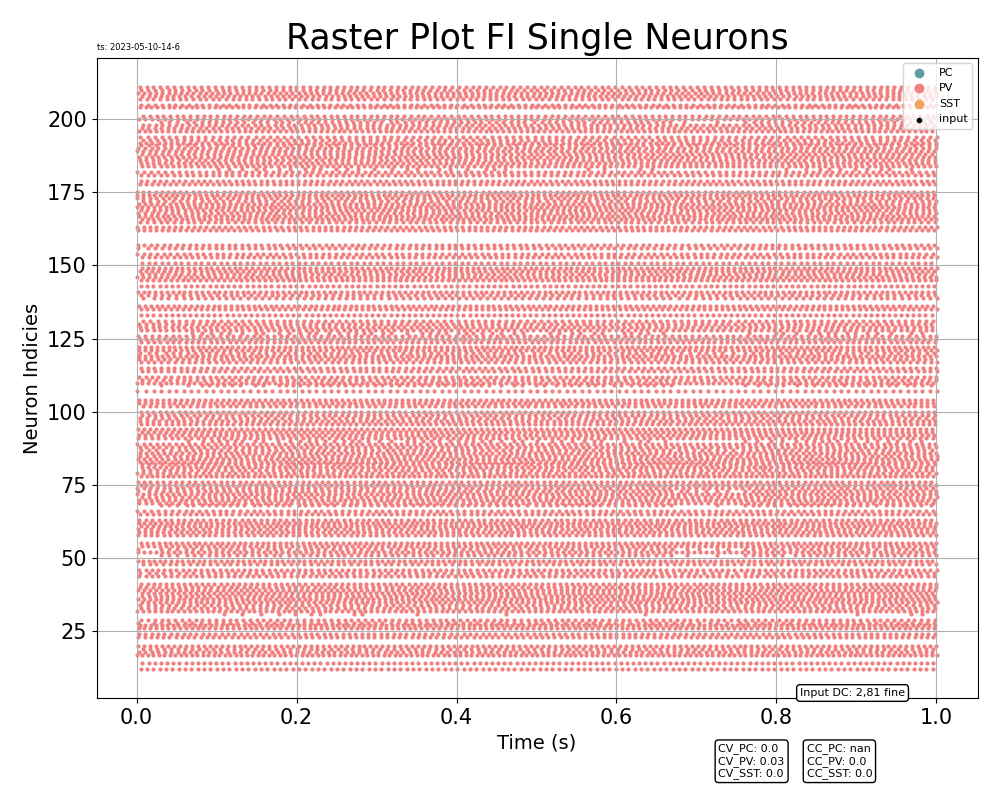 Raster Plot FI Single Neurons
ts: 2023-05-10-14-6
PC
PV
SST
input
200
175
150
125
100
75
50
25
Neuron Indicies
Input DC: 2,81 fine
0.0 0.2 0.4 0.6 0.8 1.0
Time (s)
CV_PC: 0.0
CV_PV: 0.03
CV_SST: 0.0
CC_PC: nan
CC_PV: 0.0
CC_SST: 0.0